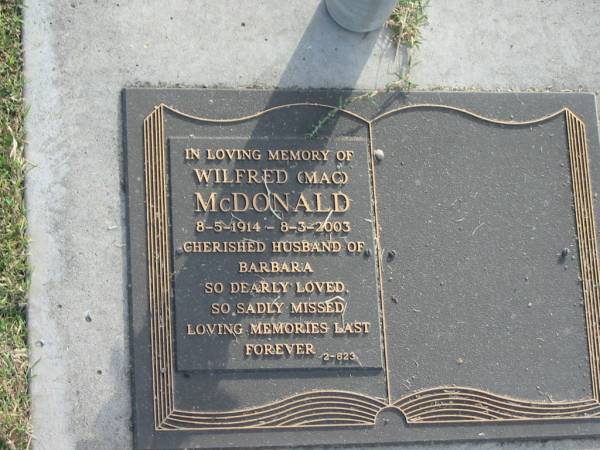 IN LOVING MEMORY OF
WILFRED (MAC)
McDONALD
8-5-1914 - 8-3-2003
CHERISHED HUSBAND OF
BARBARA
SO DEARLY LOVED,
SO SADLY MISSED
LOVING MEMORIES LAST
FOREVER
2-823